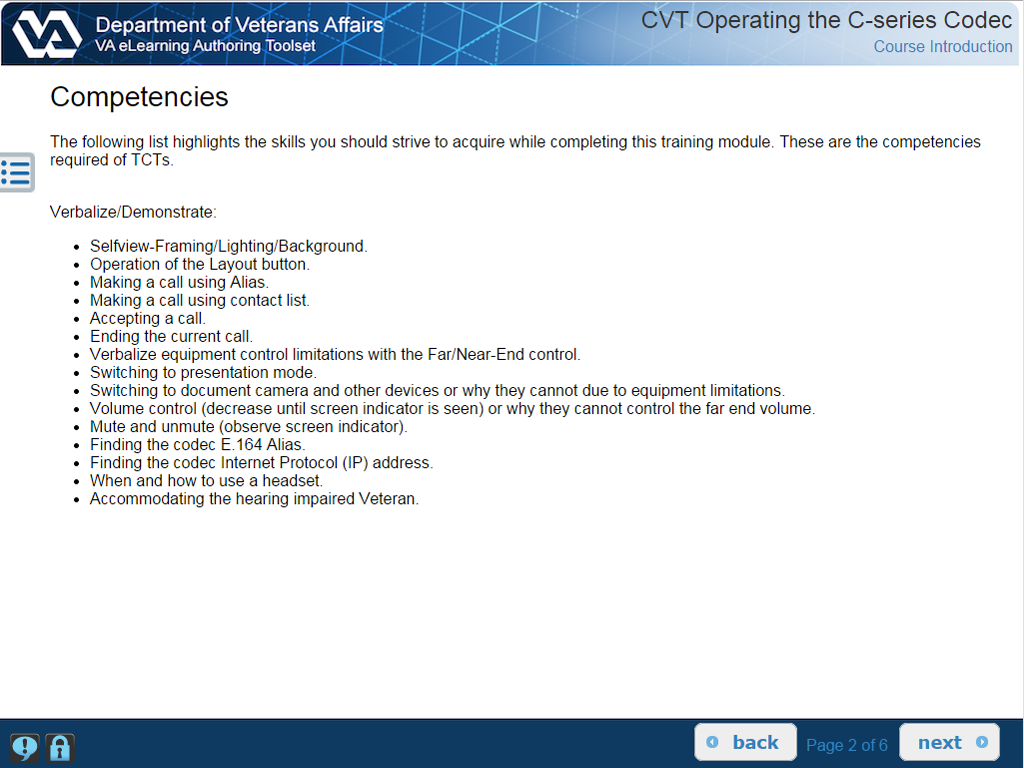 VA
Department of Veterans Affairs
VA eLearning Authoring Toolset
CVT Operating the C-series Codec
Course Introduction
Competencies
The following list highlights the skills you should strive to acquire while completing this training module. These are the competencies
required of TCTs.
Verbalize/Demonstrate:
• Selfview-Framing/Lighting/Background.
• Operation of the Layout button.
• Making a call using Alias.
• Making a call using contact list.
• Accepting a call.
• Ending the current call.
• Verbalize equipment control limitations with the Far/Near-End control.
• Switching to presentation mode.
• Switching to document camera and other devices or why they cannot due to equipment limitations.
• Volume control (decrease until screen indicator is seen) or why they cannot control the far end volume.
• Mute and unmute (observe screen indicator).
• Finding the codec E.164 Alias.
• Finding the codec Internet Protocol (IP) address.
• When and how to use a headset.
• Accommodating the hearing impaired Veteran.
back
Page 2 of 6
next